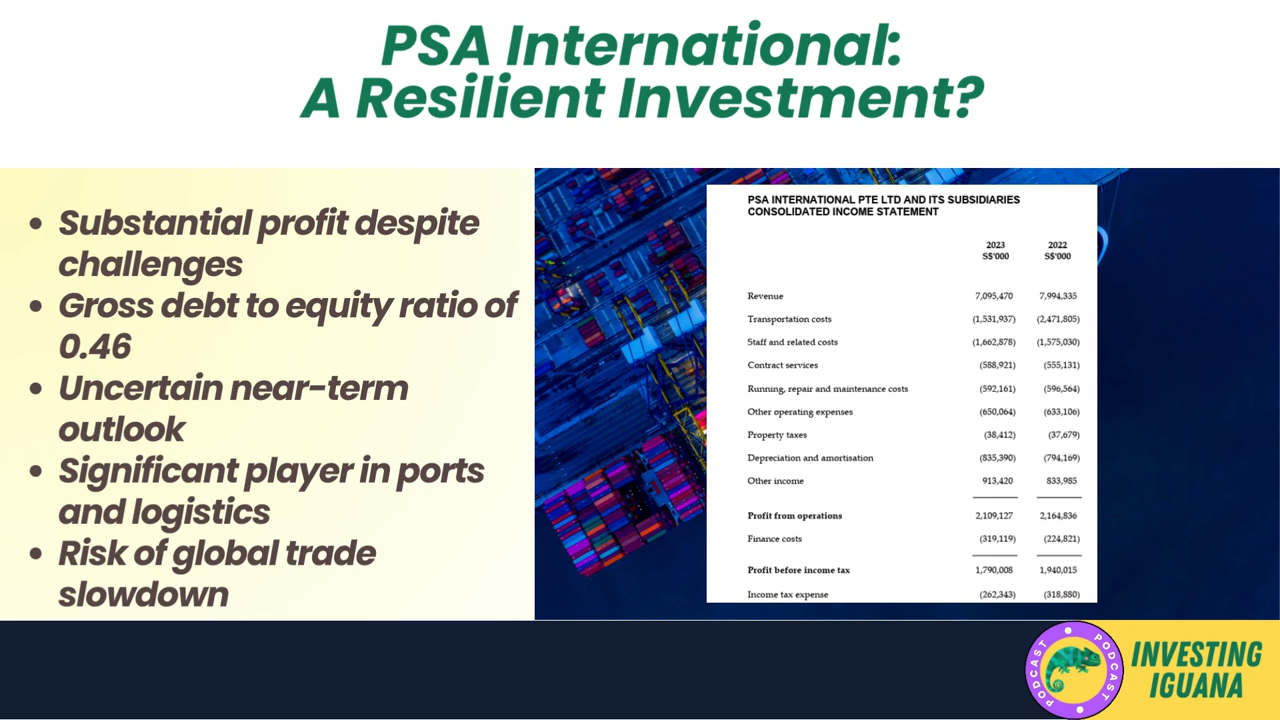 PSA International:
A Resilient Investment?
• Substantial profit despite
challenges
• Gross debt to equity ratio of
0.46
• Uncertain near-term
outlook
• Significant player in ports
and logistics
• Risk of global trade
slowdown
PSA INTERNATIONAL PTE LTD AND ITS SUBSIDIARIES
CONSOLIDATED INCOME STATEMENT
2023 2022
S$'000 S$'000
Revenue 7,095,470 7,994,335
Transportation costs (1,531,937) (2,471,805)
Staff and related costs (1,662,878) (1,575,030)
Contract services (588,921) (555,131)
Running, repair and maintenance costs (592,161) (596,564)
Other operating expenses (650,064) (633,106)
Property taxes (38,412) (37,679)
Depreciation and amortisation (835,390) (794,169)
Other income 913,420 833,985
Profit from operations 2,109,127 2,164,836
Finance costs (319,119) (224,821)
Profit before income tax 1,790,008 1,940,015
Income tax expense (262,343) (318,880)
PODCAST PODCAST
INVESTING
IGUANA